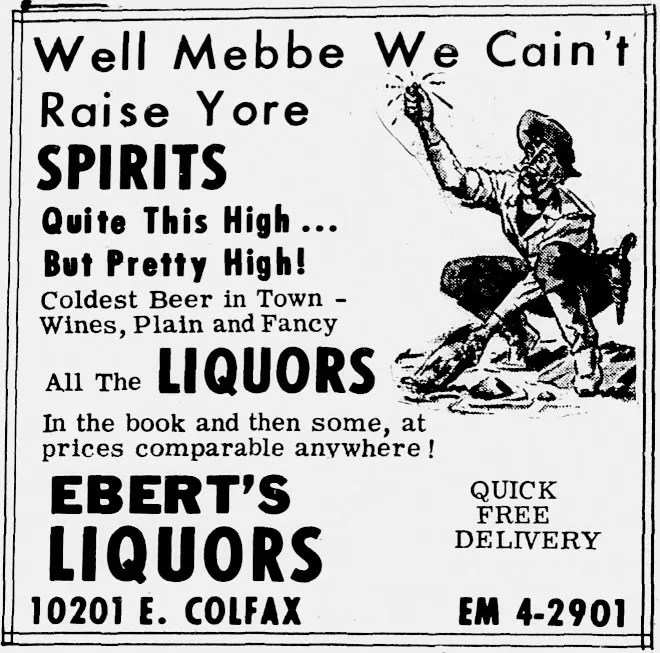 Well Mebbe We Cain't
Raise Yore
SPIRITS
Quite This High ...
But Pretty High!
Coldest Beer in Town -
Wines, Plain and Fancy
All The LIQUORS
In the book and then some, at
prices comparable anywhere!
EBERT'S
LIQUORS
QUICK
FREE
DELIVERY
10201 E. COLFAX
EM 4-2901